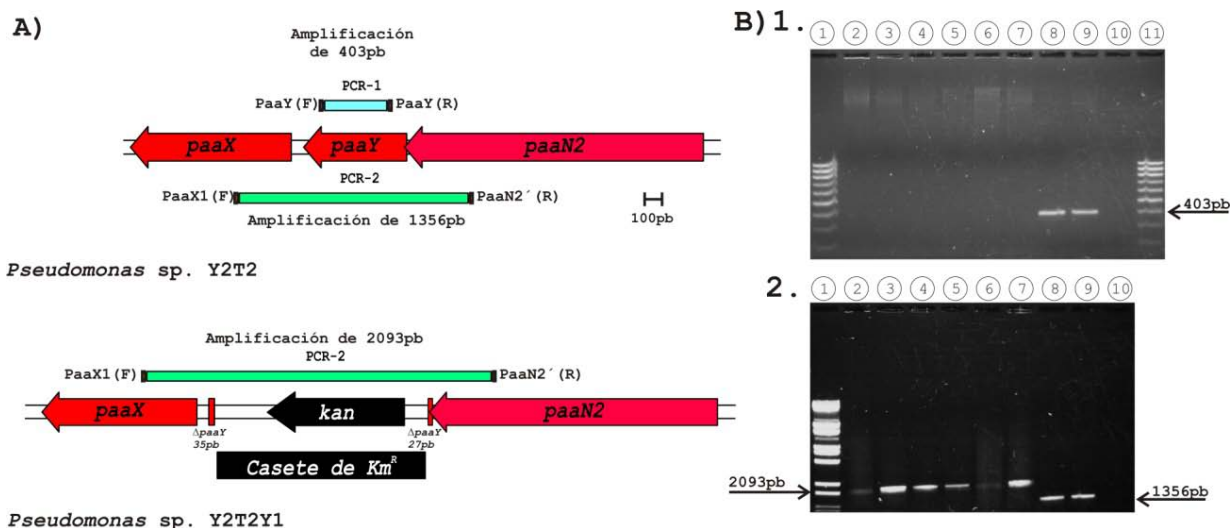 A)
Amplificación
de 403pb
PCR-1
PaaY(F)
PaaY(R)
paaX
paaY
paaN2
PCR-2
PaaX1(F)
PaaN2´(R)
Amplificación de 1356pb
100pb
Pseudomonas sp. Y2T2
Amplificación de 2093pb
PCR-2
PaaX1(F)
PaaN2´(R)
paaX
kan
paaN2
ΔpaaY
35pb
ΔpaaY
27pb
Casete de Km^R
Pseudomonas sp. Y2T2Y1
B) 1.
1 2 3 4 5 6 7 8 9 10 11
403pb
2.
1 2 3 4 5 6 7 8 9 10
2093pb
1356pb